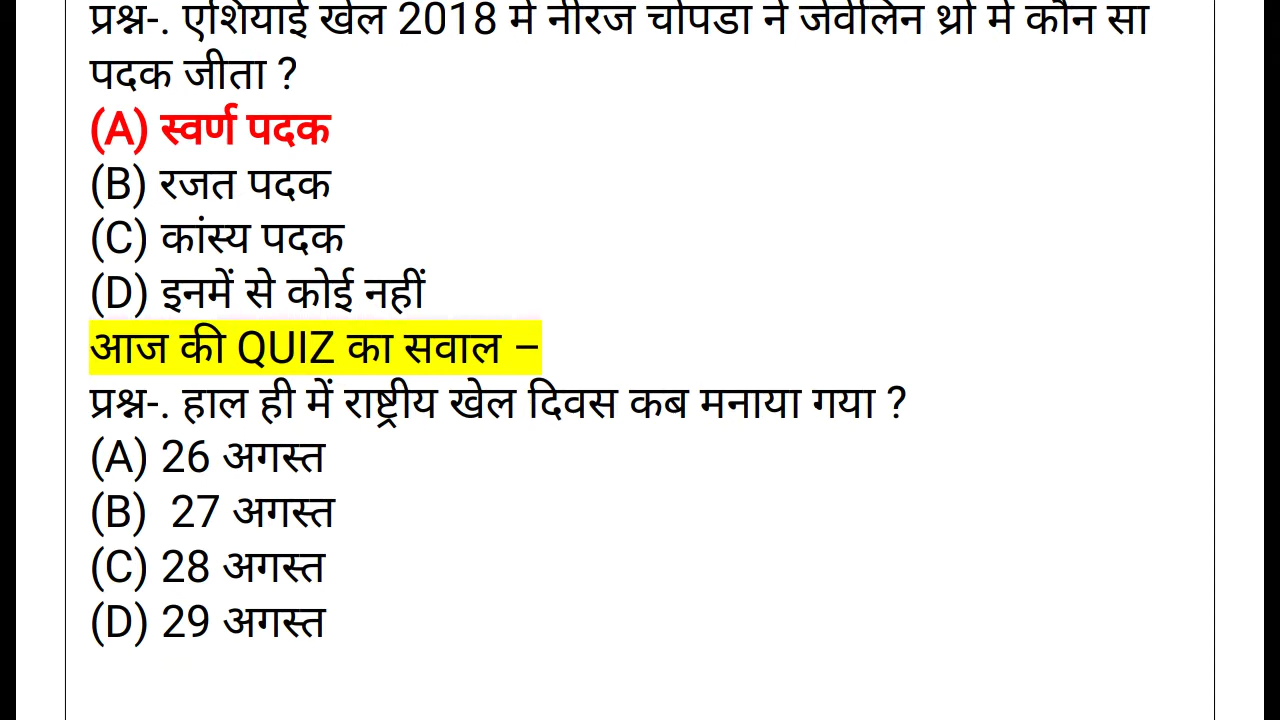 प्रश्न-. एशियाई खेल 2018 में नीरज चोपडा ने जेवेलिन थ्रो में कौन सा
पदक जीता ?
(A) स्वर्ण पदक
(B) रजत पदक
(C) कांस्य पदक
(D) इनमें से कोई नहीं
आज की QUIZ का सवाल –
प्रश्न-. हाल ही में राष्ट्रीय खेल दिवस कब मनाया गया ?
(A) 26 अगस्त
(B)  27 अगस्त
(C) 28 अगस्त
(D) 29 अगस्त